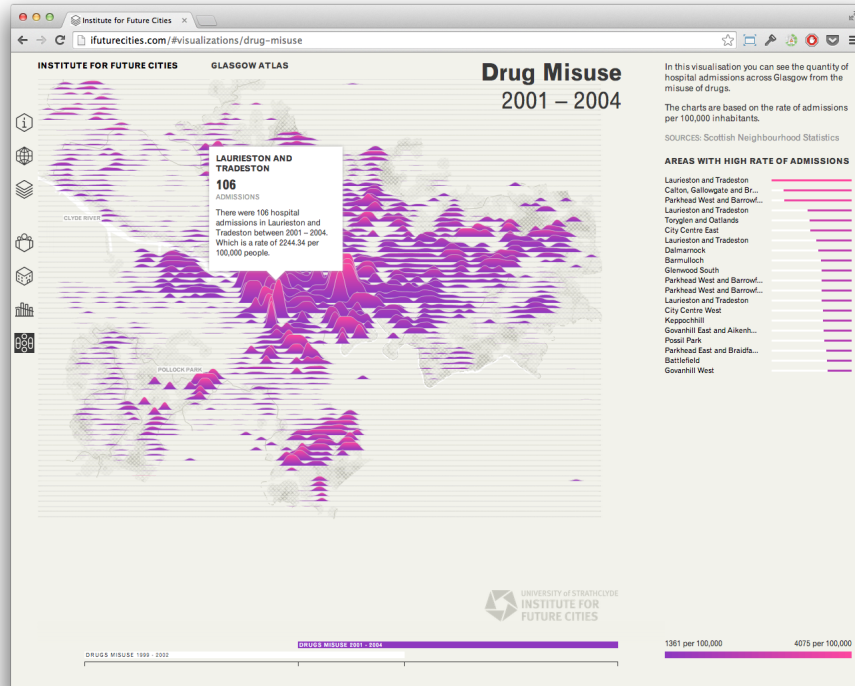 Institute for Future Cities
ifuturecities.com/#visualizations/drug-misuse
INSTITUTE FOR FUTURE CITIES
GLASGOW ATLAS
Drug Misuse
2001 – 2004
In this visualisation you can see the quantity of
hospital admissions across Glasgow from the
misuse of drugs.
The charts are based on the rate of admissions
per 100,000 inhabitants.
SOURCES: Scottish Neighbourhood Statistics
AREAS WITH HIGH RATE OF ADMISSIONS
Laurieston and Tradeston
Calton, Gallowgate and Br...
Parkhead West and Barrowf...
Laurieston and Tradeston
Toryglen and Oatlands
City Centre East
Laurieston and Tradeston
Dalmarnock
Barmulloch
Glenwood South
Parkhead West and Barrowf...
Parkhead West and Barrowf...
Laurieston and Tradeston
City Centre West
Keppochhill
Govanhill East and Aikenh...
Possil Park
Parkhead East and Braidfa...
Battlefield
Govanhill West
LAURIESTON AND
TRADESTON
106
ADMISSIONS
There were 106 hospital
admissions in Laurieston and
Tradeston between 2001 – 2004.
Which is a rate of 2244.34 per
100,000 people.
CLYDE RIVER
POLLOCK PARK
UNIVERSITY of STRATHCLYDE
INSTITUTE FOR
FUTURE CITIES
DRUGS MISUSE 2001 - 2004
DRUGS MISUSE 1999 - 2002
1361 per 100,000
4075 per 100,000